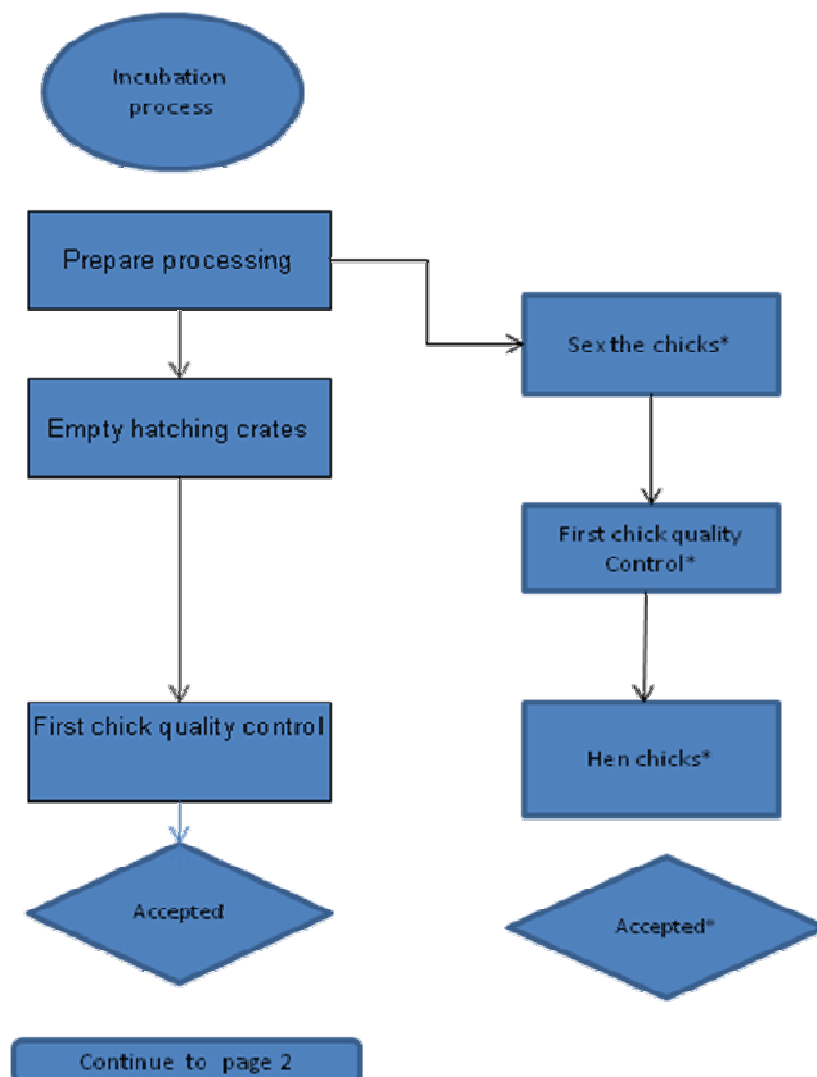 Incubation
process
Prepare processing
Sex the chicks*
Empty hatching crates
First chick quality
Control*
First chick quality control
Hen chicks*
Accepted
Accepted*
Continue to page 2